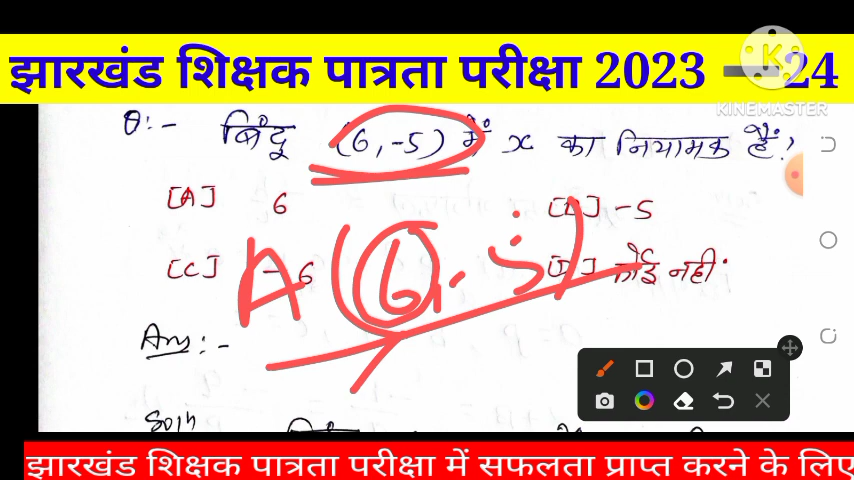 झारखंड शिक्षक पात्रता परीक्षा 2023 — 24
KINEMASTER
Q:- बिंदु (6,-5) में x का नियामक है?
[A] 6 [B] -5
[C] -6 [D] कोई नही
A (6, -5)
Ans:-
Soln
झारखंड शिक्षक पात्रता परीक्षा में सफलता प्राप्त करने के लिए